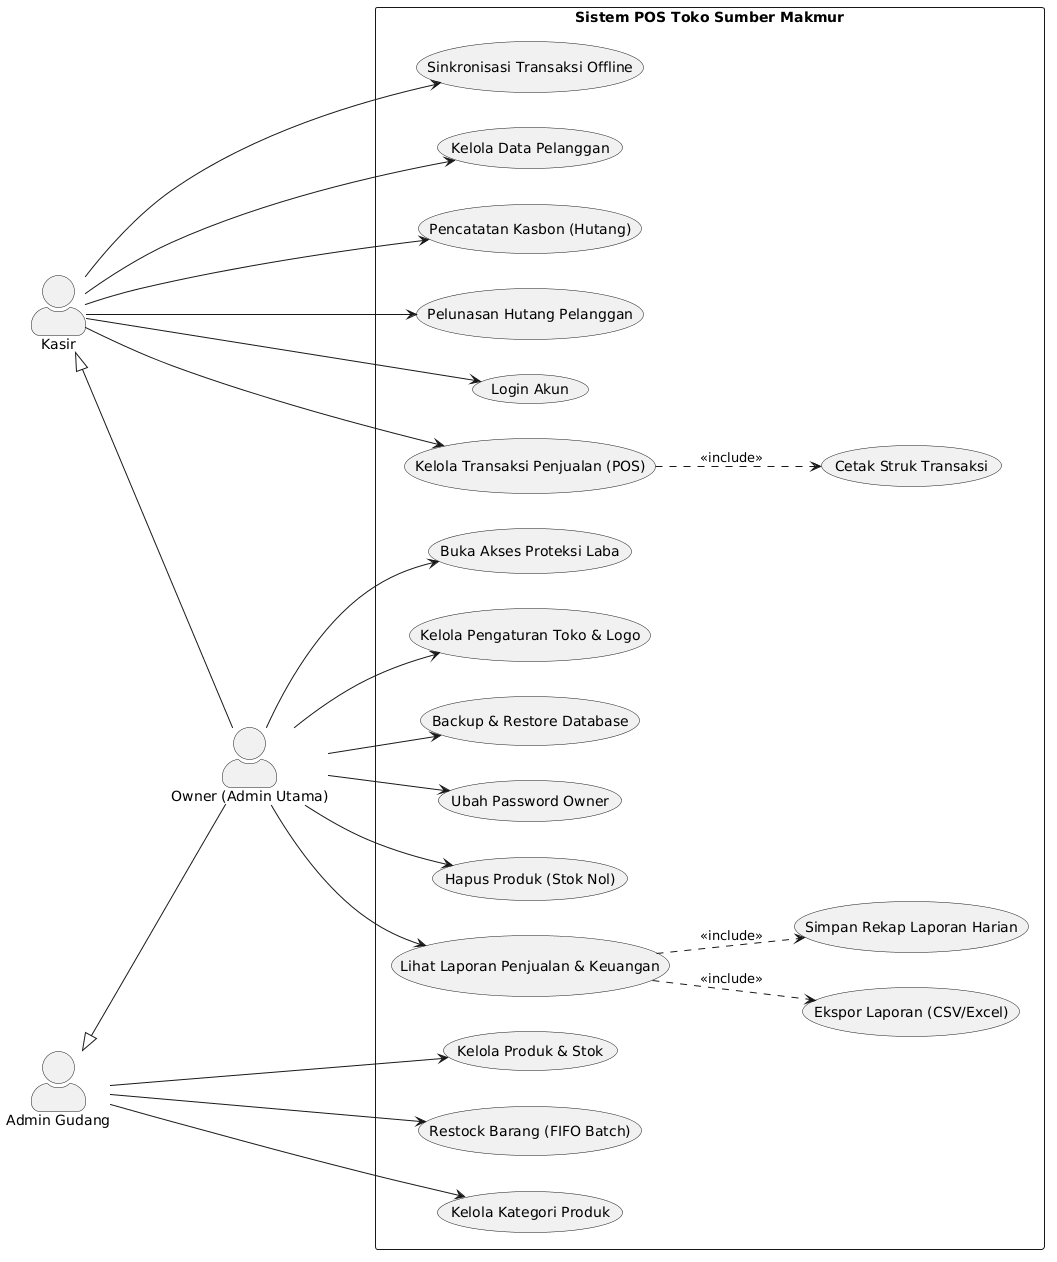 Sistem POS Toko Sumber Makmur
Sinkronisasi Transaksi Offline
Kelola Data Pelanggan
Pencatatan Kasbon (Hutang)
Pelunasan Hutang Pelanggan
Kasir
Login Akun
Kelola Transaksi Penjualan (POS)
«include»
Cetak Struk Transaksi
Buka Akses Proteksi Laba
Kelola Pengaturan Toko & Logo
Backup & Restore Database
Owner (Admin Utama)
Ubah Password Owner
Hapus Produk (Stok Nol)
Lihat Laporan Penjualan & Keuangan
«include»
Simpan Rekap Laporan Harian
«include»
Ekspor Laporan (CSV/Excel)
Kelola Produk & Stok
Admin Gudang
Restock Barang (FIFO Batch)
Kelola Kategori Produk